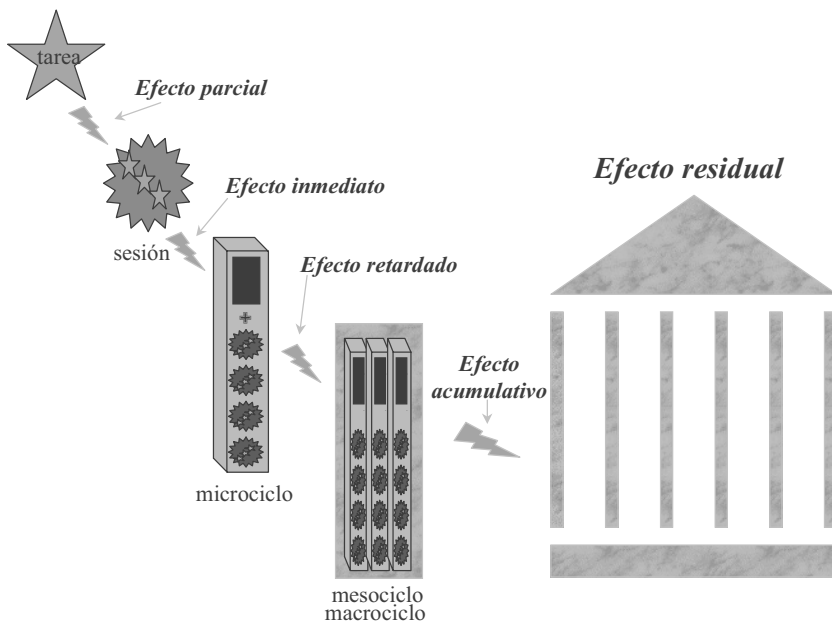 tarea
Efecto parcial
sesión
Efecto inmediato
microciclo
Efecto retardado
mesociclo
macrociclo
Efecto
acumulativo
Efecto residual